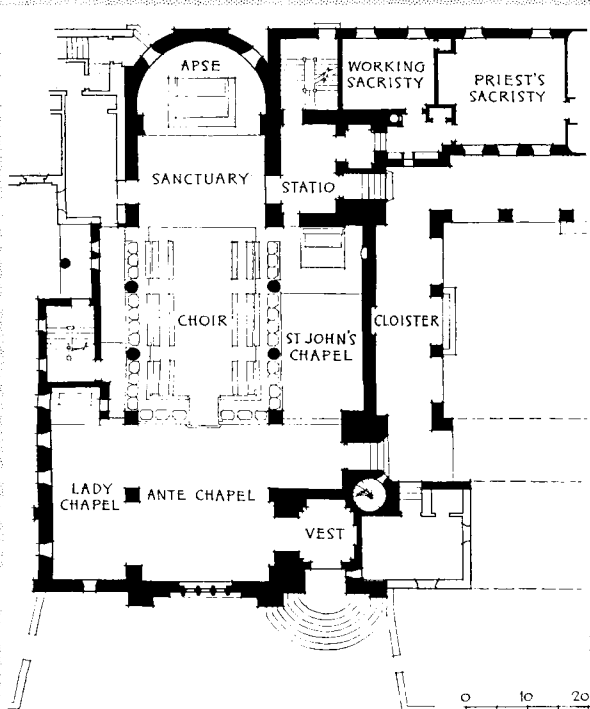 APSE
WORKING
SACRISTY
PRIEST'S
SACRISTY
SANCTUARY
STATIO
CHOIR
ST JOHN'S
CHAPEL
CLOISTER
LADY
CHAPEL
ANTE CHAPEL
VEST
0 10 20